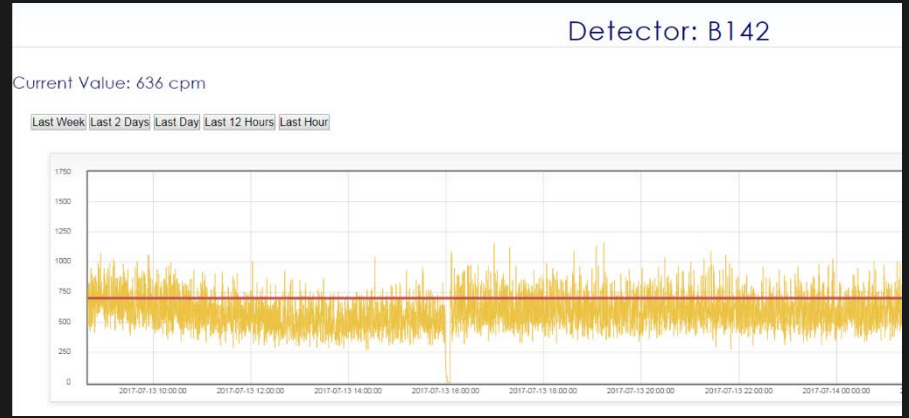 Detector: B142
Current Value: 636 cpm
Last Week Last 2 Days Last Day Last 12 Hours Last Hour
1750
1500
1250
1000
750
500
250
0
2017-07-13 10:00:00 2017-07-13 12:00:00 2017-07-13 14:00:00 2017-07-13 16:00:00 2017-07-13 18:00:00 2017-07-13 20:00:00 2017-07-13 22:00:00 2017-07-14 00:00:00